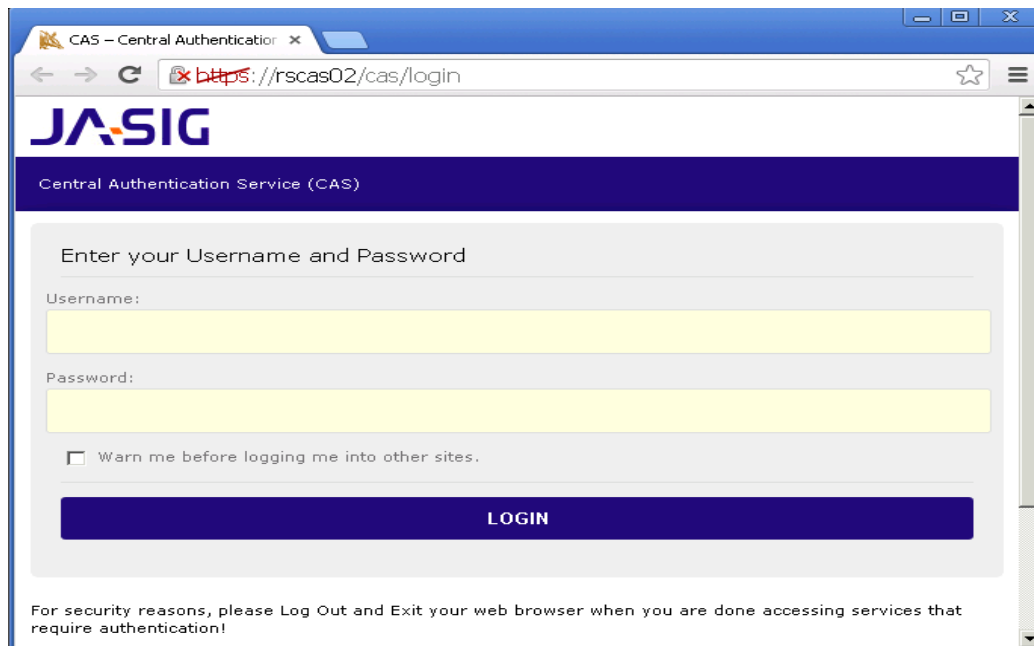 CAS – Central Authentication
https://rscas02/cas/login
JA-SIG
Central Authentication Service (CAS)
Enter your Username and Password
Username:
Password:
Warn me before logging me into other sites.
LOGIN
For security reasons, please Log Out and Exit your web browser when you are done accessing services that
require authentication!